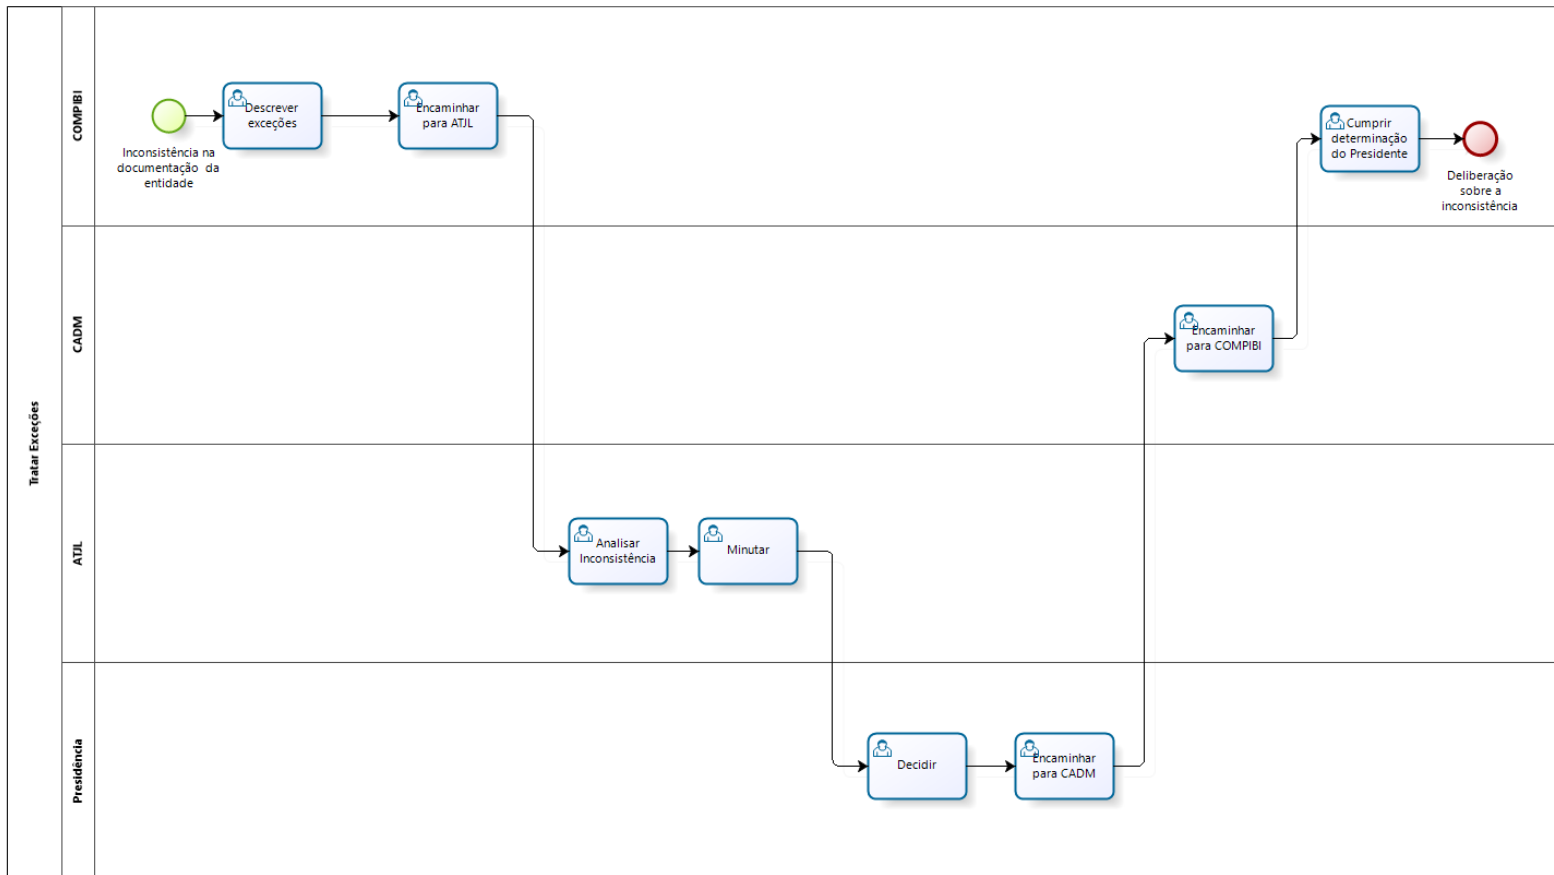 Tratar Exceções
COMPIBI
Inconsistência na
documentação da
entidade
Descrever
exceções
Encaminhar
para ATJL
Cumprir
determinação
do Presidente
Deliberação
sobre a
inconsistência
CADM
Encaminhar
para COMPIBI
ATJL
Analisar
Inconsistência
Minutar
Presidência
Decidir
Encaminhar
para CADM